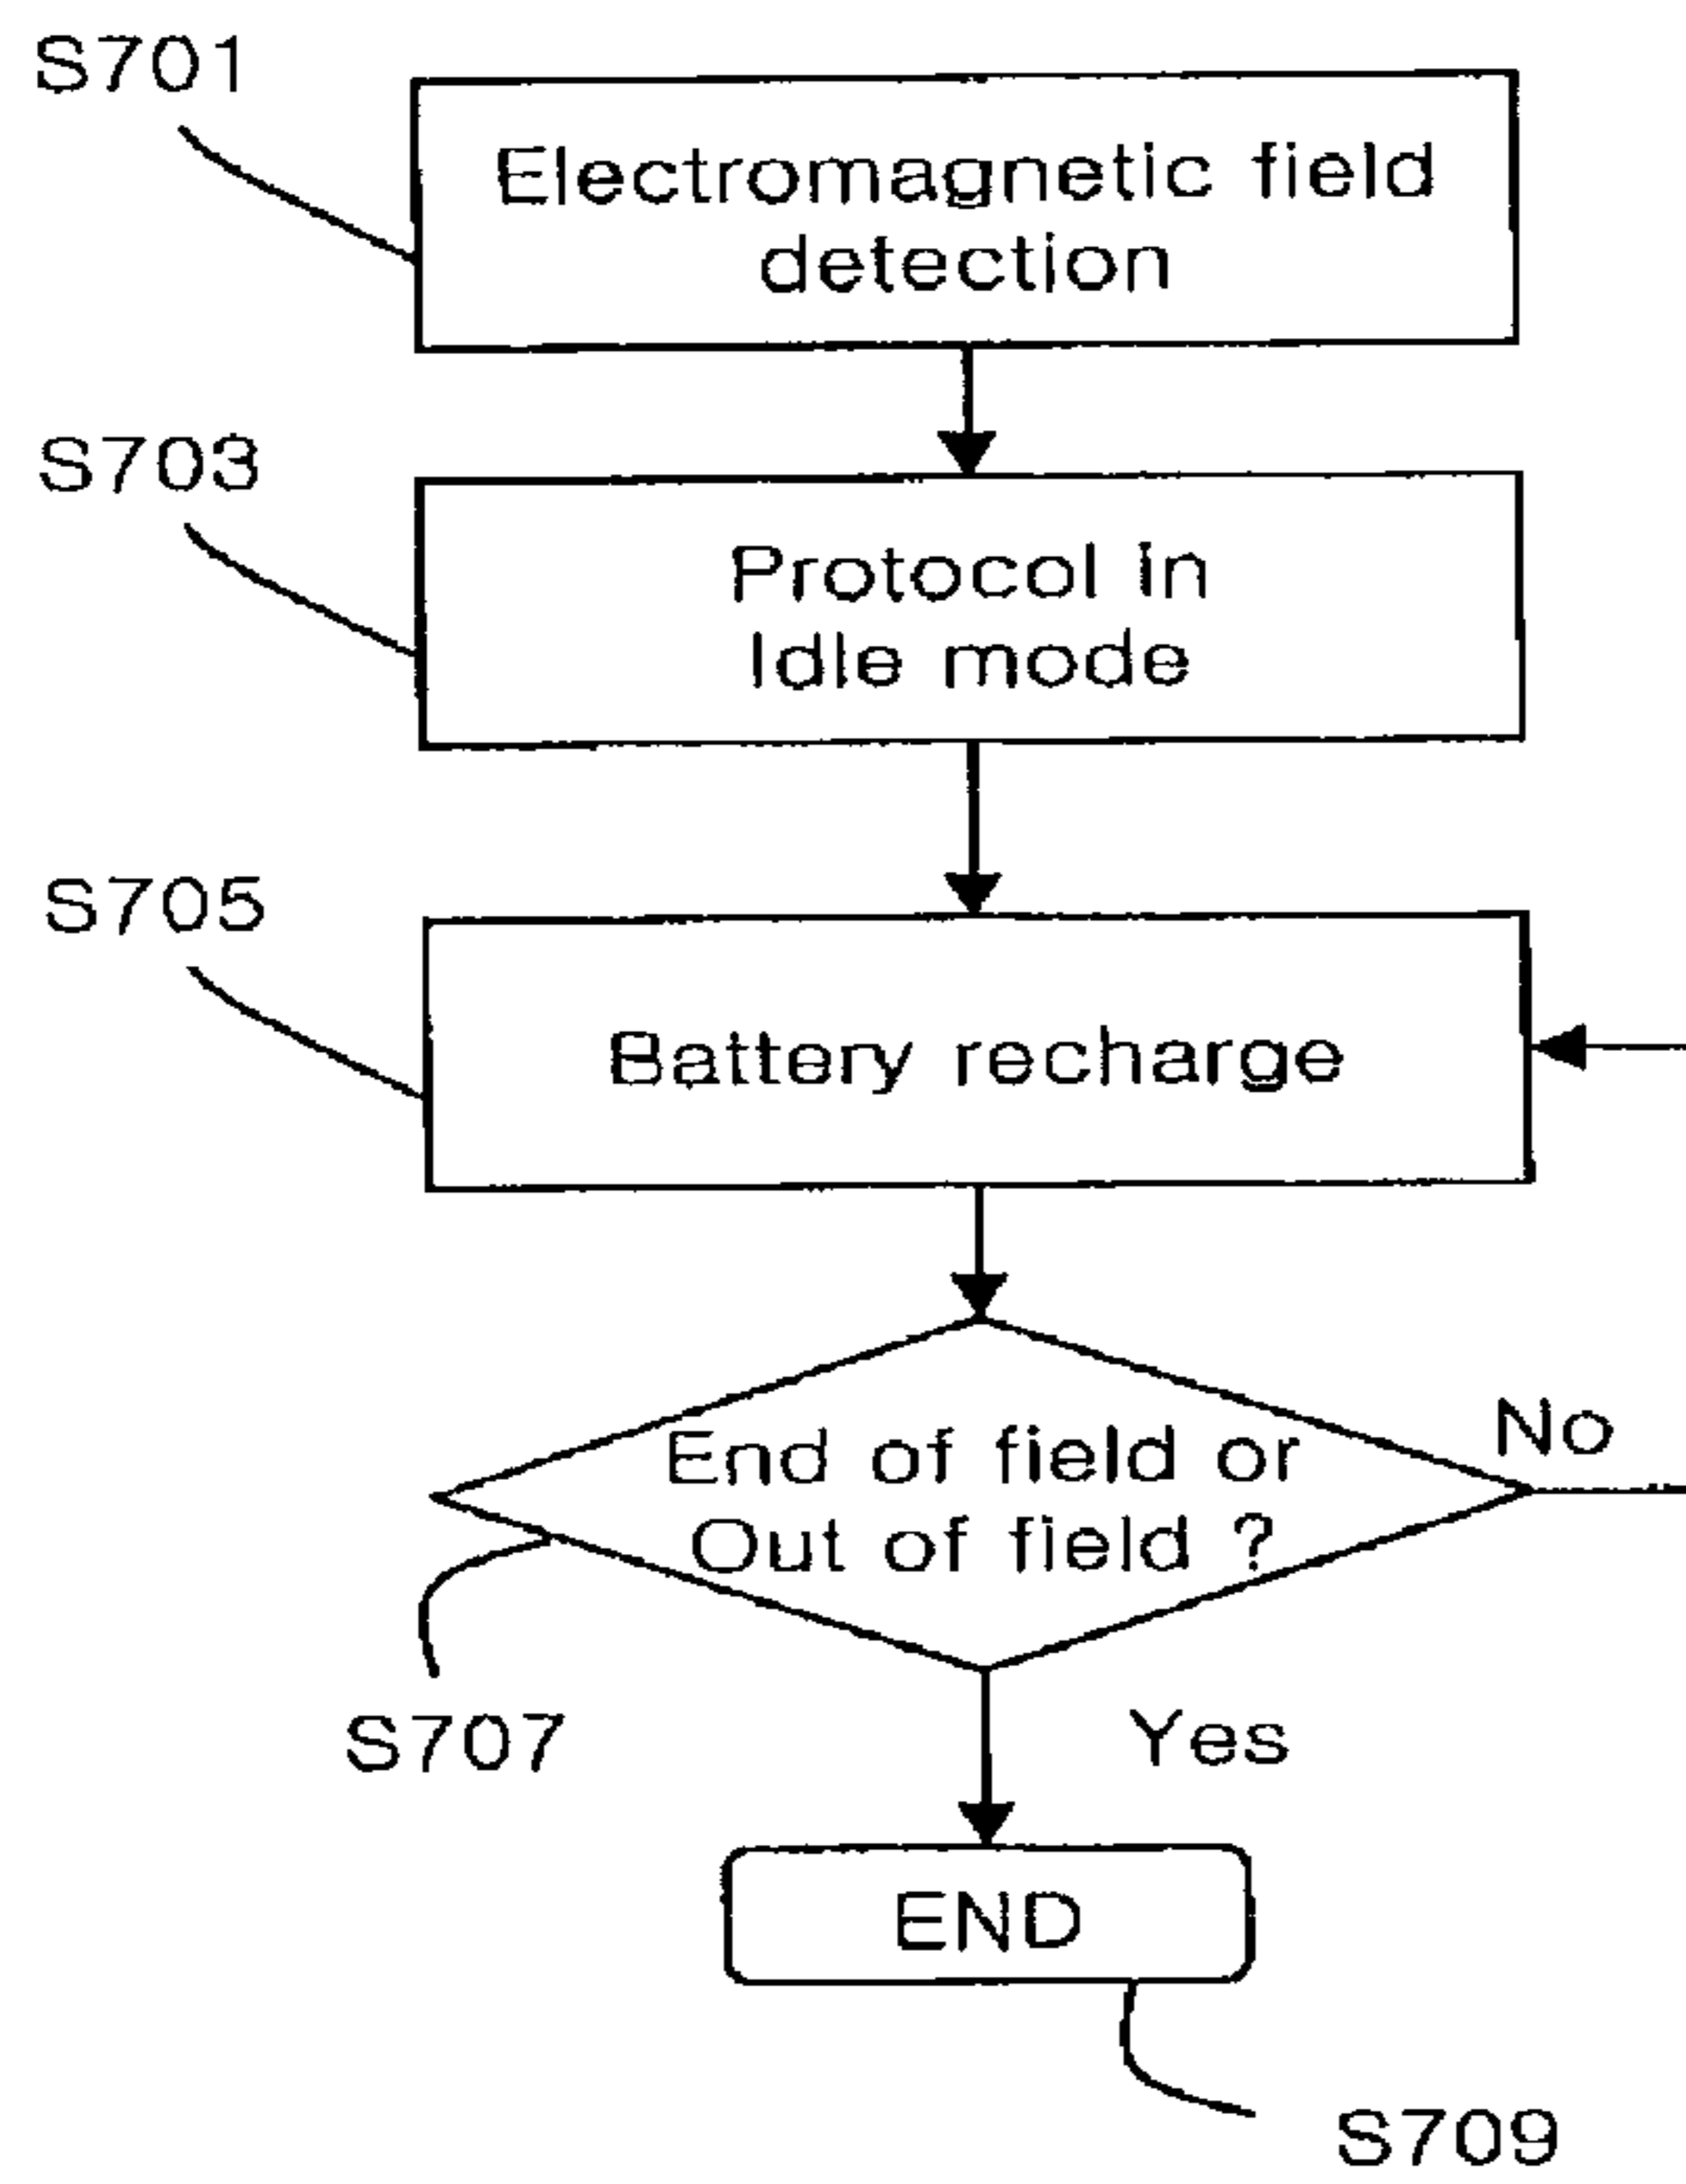 S701
Electromagnetic field
detection
S703
Protocol in
Idle mode
S705
Battery recharge
End of field or
Out of field ?
No
S707
Yes
END
S709